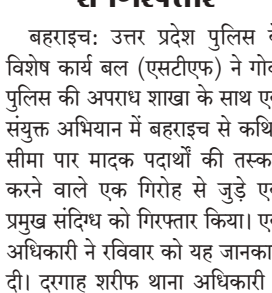 गिरफ्तार
बहराइच: उत्तर प्रदेश पुलिस
विशेष कार्य बल (एसटीएफ) ने
पुलिस की अपराध शाखा के साथ
संयुक्त अभियान में बहराइच से
सीमा पार मादक पदार्थों की
करने वाले एक गिरोह से जुड़े
प्रमुख संदिग्ध को गिरफ्तार किया।
अधिकारी ने रविवार को यह
दी। दरगाह शरीफ थाना अधिकारी